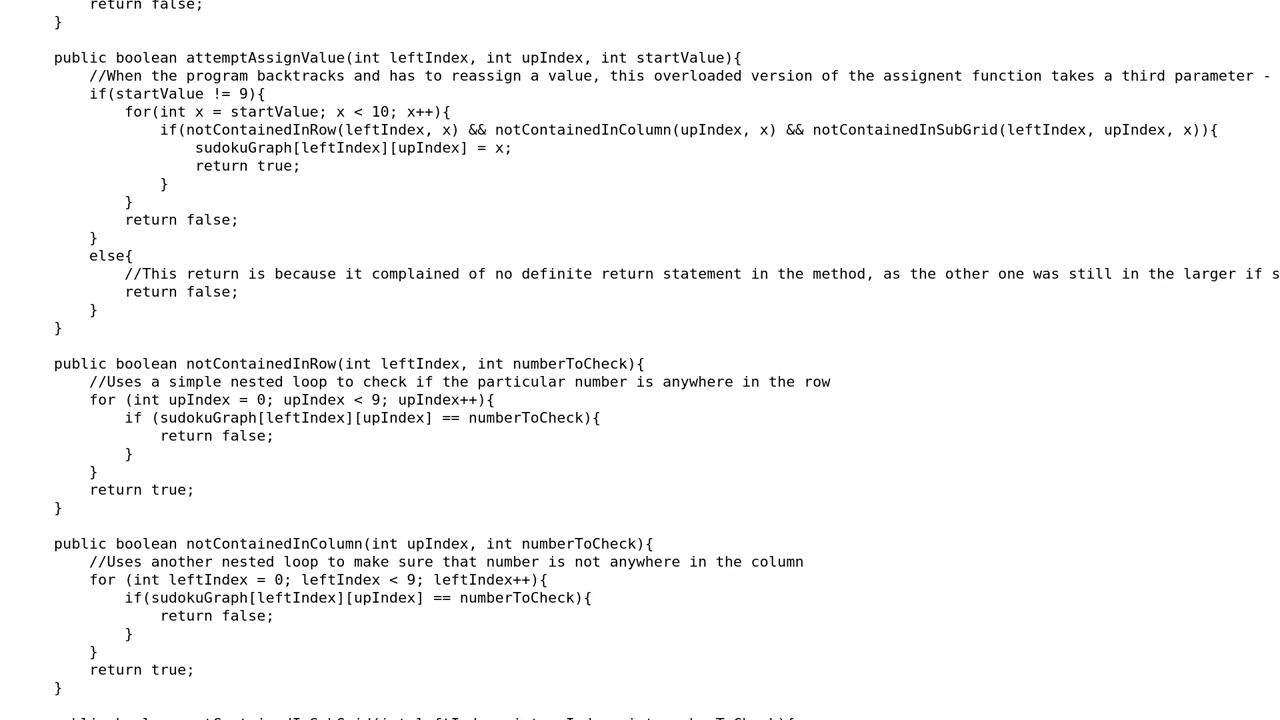 return false;
    }

    public boolean attemptAssignValue(int leftIndex, int upIndex, int startValue){
        //When the program backtracks and has to reassign a value, this overloaded version of the assignent function takes a third parameter -
        if(startValue != 9){
            for(int x = startValue; x < 10; x++){
                if(notContainedInRow(leftIndex, x) && notContainedInColumn(upIndex, x) && notContainedInSubGrid(leftIndex, upIndex, x)){
                    sudokuGraph[leftIndex][upIndex] = x;
                    return true;
                }
            }
            return false;
        }
        else{
            //This return is because it complained of no definite return statement in the method, as the other one was still in the larger if s
            return false;
        }
    }

    public boolean notContainedInRow(int leftIndex, int numberToCheck){
        //Uses a simple nested loop to check if the particular number is anywhere in the row
        for (int upIndex = 0; upIndex < 9; upIndex++){
            if (sudokuGraph[leftIndex][upIndex] == numberToCheck){
                return false;
            }
        }
        return true;
    }

    public boolean notContainedInColumn(int upIndex, int numberToCheck){
        //Uses another nested loop to make sure that number is not anywhere in the column
        for (int leftIndex = 0; leftIndex < 9; leftIndex++){
            if(sudokuGraph[leftIndex][upIndex] == numberToCheck){
                return false;
            }
        }
        return true;
    }